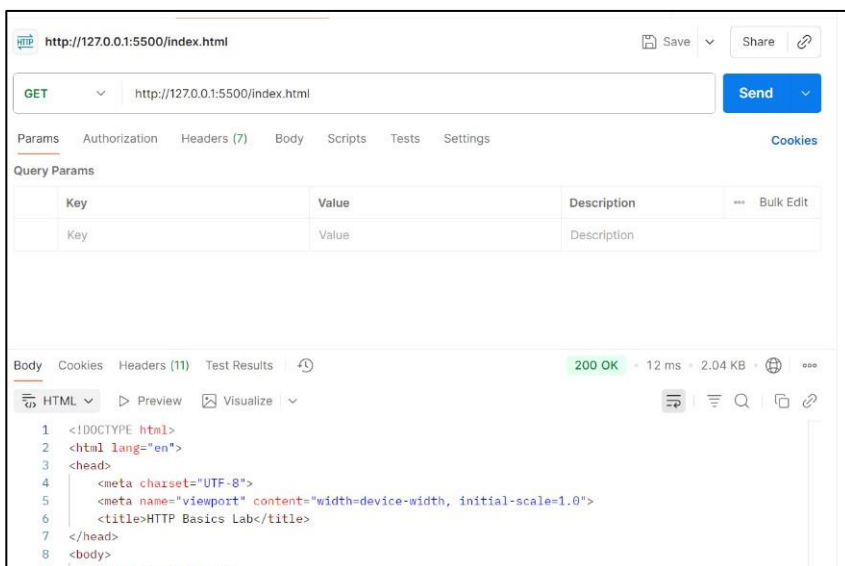 HTTP http://127.0.0.1:5500/index.html Save Share
GET http://127.0.0.1:5500/index.html Send
Params Authorization Headers (7) Body Scripts Tests Settings Cookies
Query Params
Key Value Description Bulk Edit
Key Value Description
Body Cookies Headers (11) Test Results 200 OK 12 ms 2.04 KB
HTML Preview Visualize
1 <!DOCTYPE html>
2 <html lang="en">
3 <head>
4 <meta charset="UTF-8">
5 <meta name="viewport" content="width=device-width, initial-scale=1.0">
6 <title>HTTP Basics Lab</title>
7 </head>
8 <body>